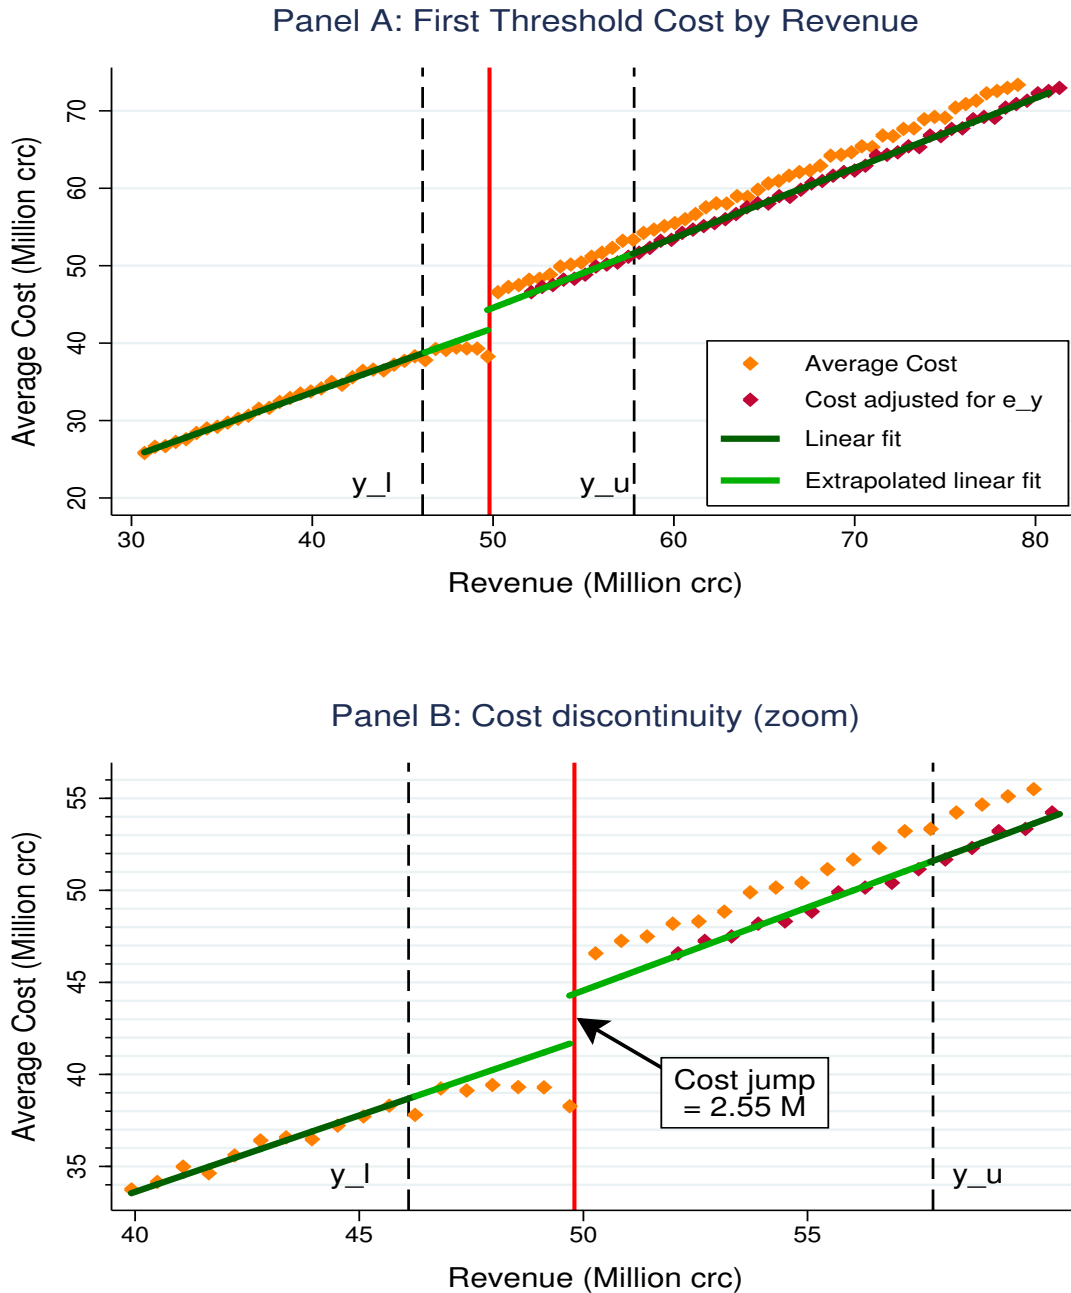 Panel A: First Threshold Cost by Revenue
Average Cost (Million crc)
70
60
50
40
30
20
y_l
y_u
Average Cost
Cost adjusted for e_y
Linear fit
Extrapolated linear fit
30
40
50
60
70
80
Revenue (Million crc)
Panel B: Cost discontinuity (zoom)
Average Cost (Million crc)
55
50
45
40
35
Cost jump
= 2.55 M
y_l
y_u
40
45
50
55
Revenue (Million crc)